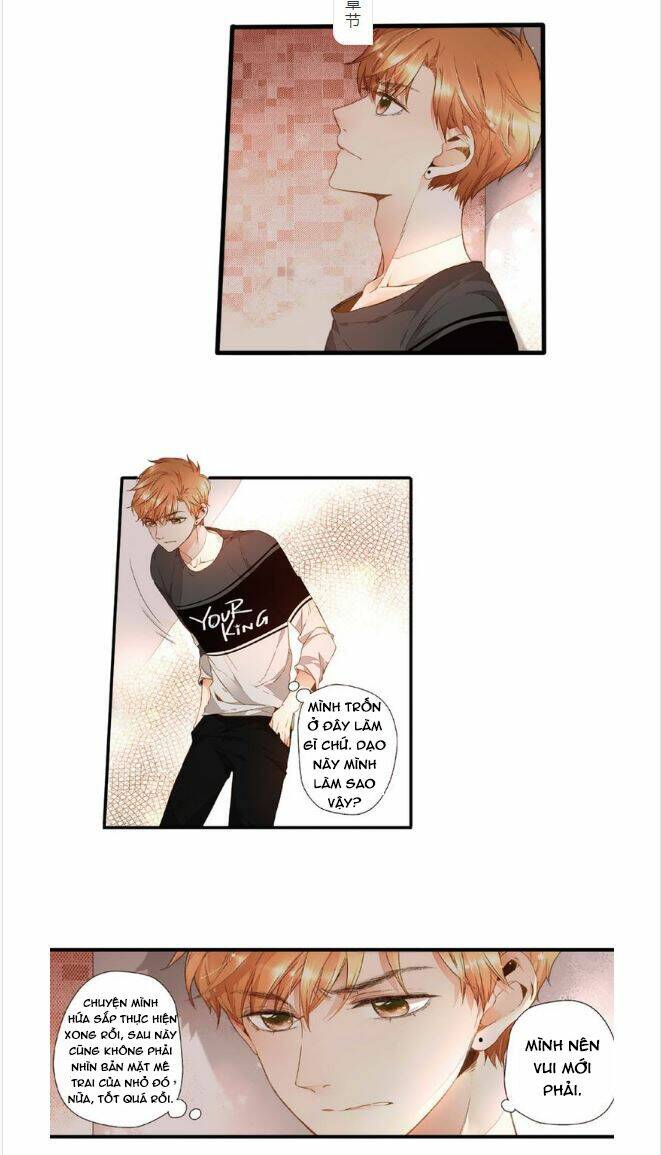 章
节
YOUR
KING
MÌNH TRỐN
Ở ĐÂY LÀM
GÌ CHỨ. DẠO
NÀY MÌNH
LÀM SAO
VẬY?
CHUYỆN MÌNH
HỨA SẮP THỰC HIỆN
XONG RỒI, SAU NÀY
CŨNG KHÔNG PHẢI
NHÌN BẢN MẶT MÊ
TRAI CỦA NHỎ ĐÓ,
NỮA, TỐT QUÁ RỒI.
MÌNH NÊN
VUI MỚI
PHẢI.